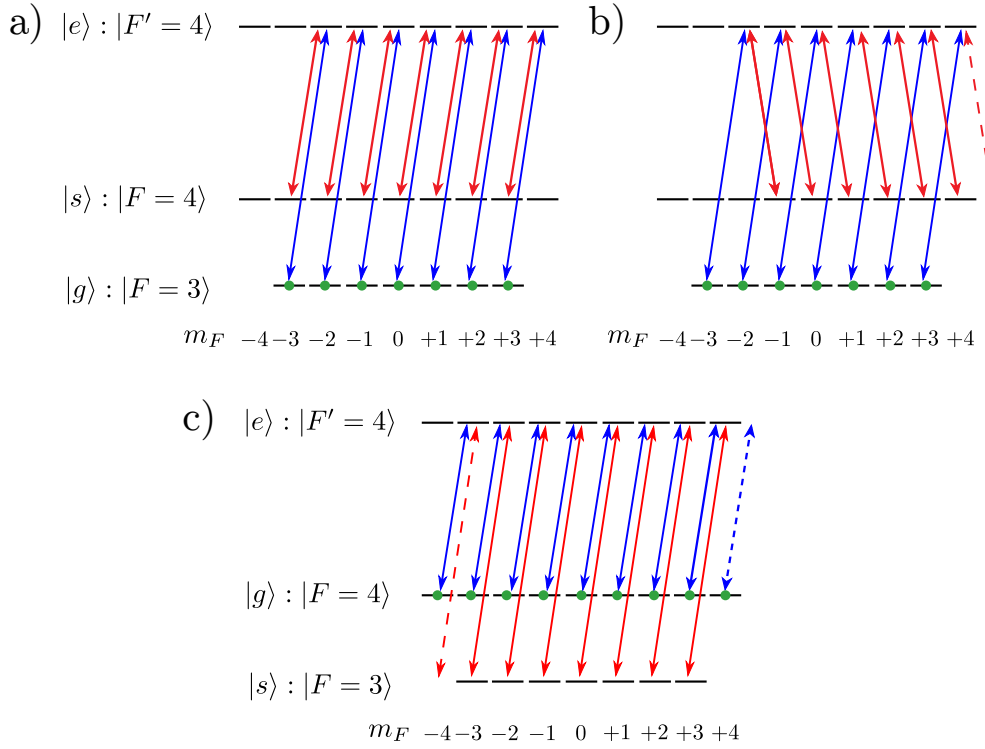 a) |e⟩ : |F′ = 4⟩
|s⟩ : |F = 4⟩
|g⟩ : |F = 3⟩
m_F −4 −3 −2 −1 0 +1 +2 +3 +4
b)
m_F −4 −3 −2 −1 0 +1 +2 +3 +4
c) |e⟩ : |F′ = 4⟩
|g⟩ : |F = 4⟩
|s⟩ : |F = 3⟩
m_F −4 −3 −2 −1 0 +1 +2 +3 +4